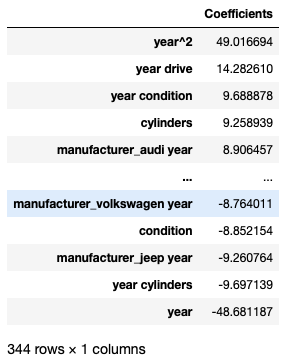 Coefficients
year^2 49.016694
year drive 14.282610
year condition 9.688878
cylinders 9.258939
manufacturer_audi year 8.906457
... ...
manufacturer_volkswagen year -8.764011
condition -8.852154
manufacturer_jeep year -9.260764
year cylinders -9.697139
year -48.681187
344 rows × 1 columns